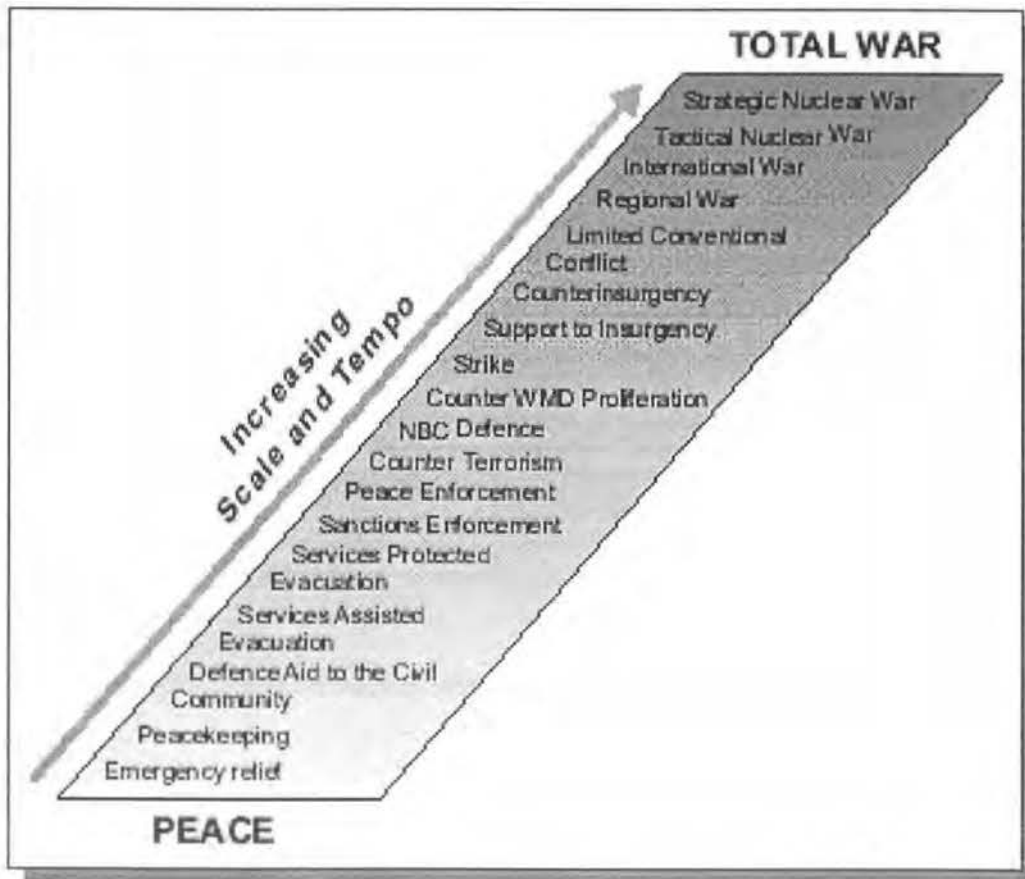 TOTAL WAR
Strategic Nuclear War
Tactical Nuclear War
International War
Regional War
Limited Conventional
Conflict
Counterinsurgency
Support to Insurgency
Strike
Counter WMD Proliferation
NBC Defence
Counter Terrorism
Peace Enforcement
Sanctions Enforcement
Services Protected
Evacuation
Services Assisted
Evacuation
Defence Aid to the Civil
Community
Peacekeeping
Emergency relief
PEACE
Increasing
Scale and Tempo